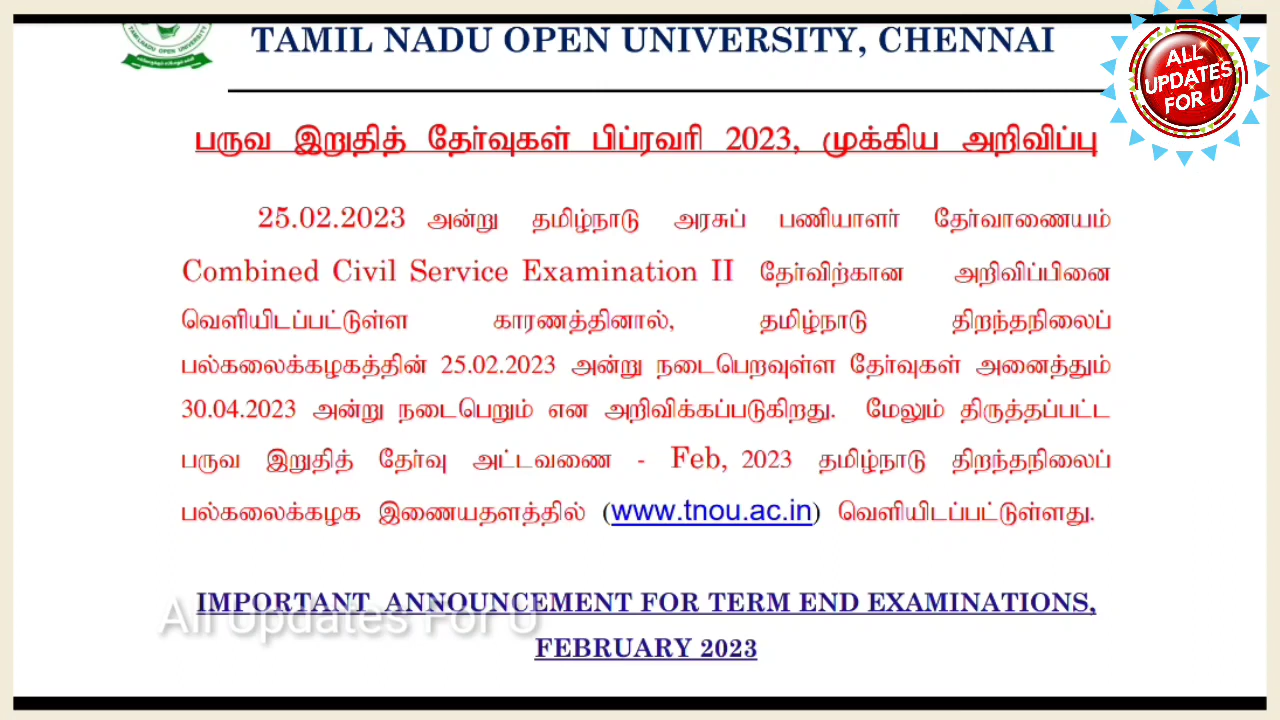 TAMILNADU OPEN UNIVERSITY
TAMIL NADU OPEN UNIVERSITY, CHENNAI
ALL
UPDATES
FOR U
பருவ இறுதித் தேர்வுகள் பிப்ரவரி 2023, முக்கிய அறிவிப்பு
25.02.2023 அன்று தமிழ்நாடு அரசுப் பணியாளர் தேர்வாணையம்
Combined Civil Service Examination II தேர்விற்கான அறிவிப்பினை
வெளியிடப்பட்டுள்ள காரணத்தினால், தமிழ்நாடு திறந்தநிலைப்
பல்கலைக்கழகத்தின் 25.02.2023 அன்று நடைபெறவுள்ள தேர்வுகள் அனைத்தும்
30.04.2023 அன்று நடைபெறும் என அறிவிக்கப்படுகிறது. மேலும் திருத்தப்பட்ட
பருவ இறுதித் தேர்வு அட்டவணை - Feb, 2023 தமிழ்நாடு திறந்தநிலைப்
பல்கலைக்கழக இணையதளத்தில் (www.tnou.ac.in) வெளியிடப்பட்டுள்ளது.
IMPORTANT ANNOUNCEMENT FOR TERM END EXAMINATIONS,
All Updates For U
FEBRUARY 2023